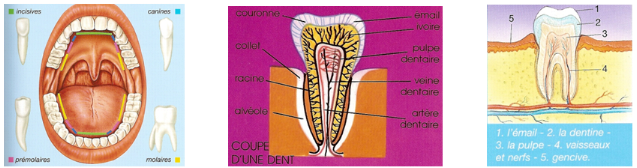 incisives
canines
prémolaires
molaires
couronne
émail
ivoire
collet
pulpe
dentaire
racine
veine
dentaire
alvéole
artère
dentaire
COUPE
D'UNE DENT
1
2
3
4
5
1. l'émail - 2. la dentine -
3. la pulpe - 4. vaisseaux
et nerfs - 5. gencive.